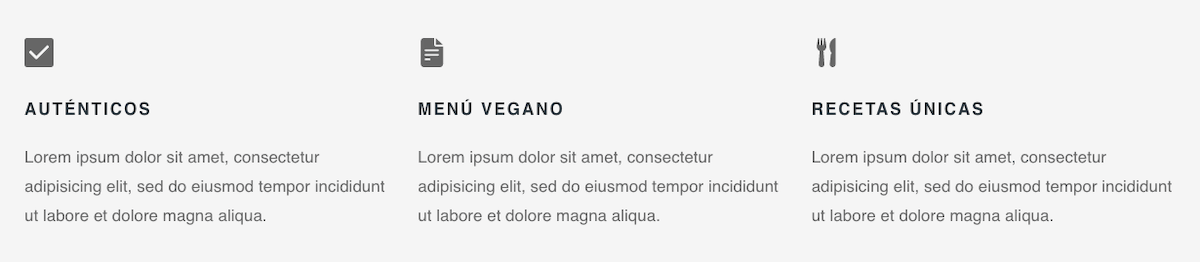 AUTÉNTICOS
Lorem ipsum dolor sit amet, consectetur
adipisicing elit, sed do eiusmod tempor incididunt
ut labore et dolore magna aliqua.
MENÚ VEGANO
Lorem ipsum dolor sit amet, consectetur
adipisicing elit, sed do eiusmod tempor incididunt
ut labore et dolore magna aliqua.
RECETAS ÚNICAS
Lorem ipsum dolor sit amet, consectetur
adipisicing elit, sed do eiusmod tempor incididunt
ut labore et dolore magna aliqua.